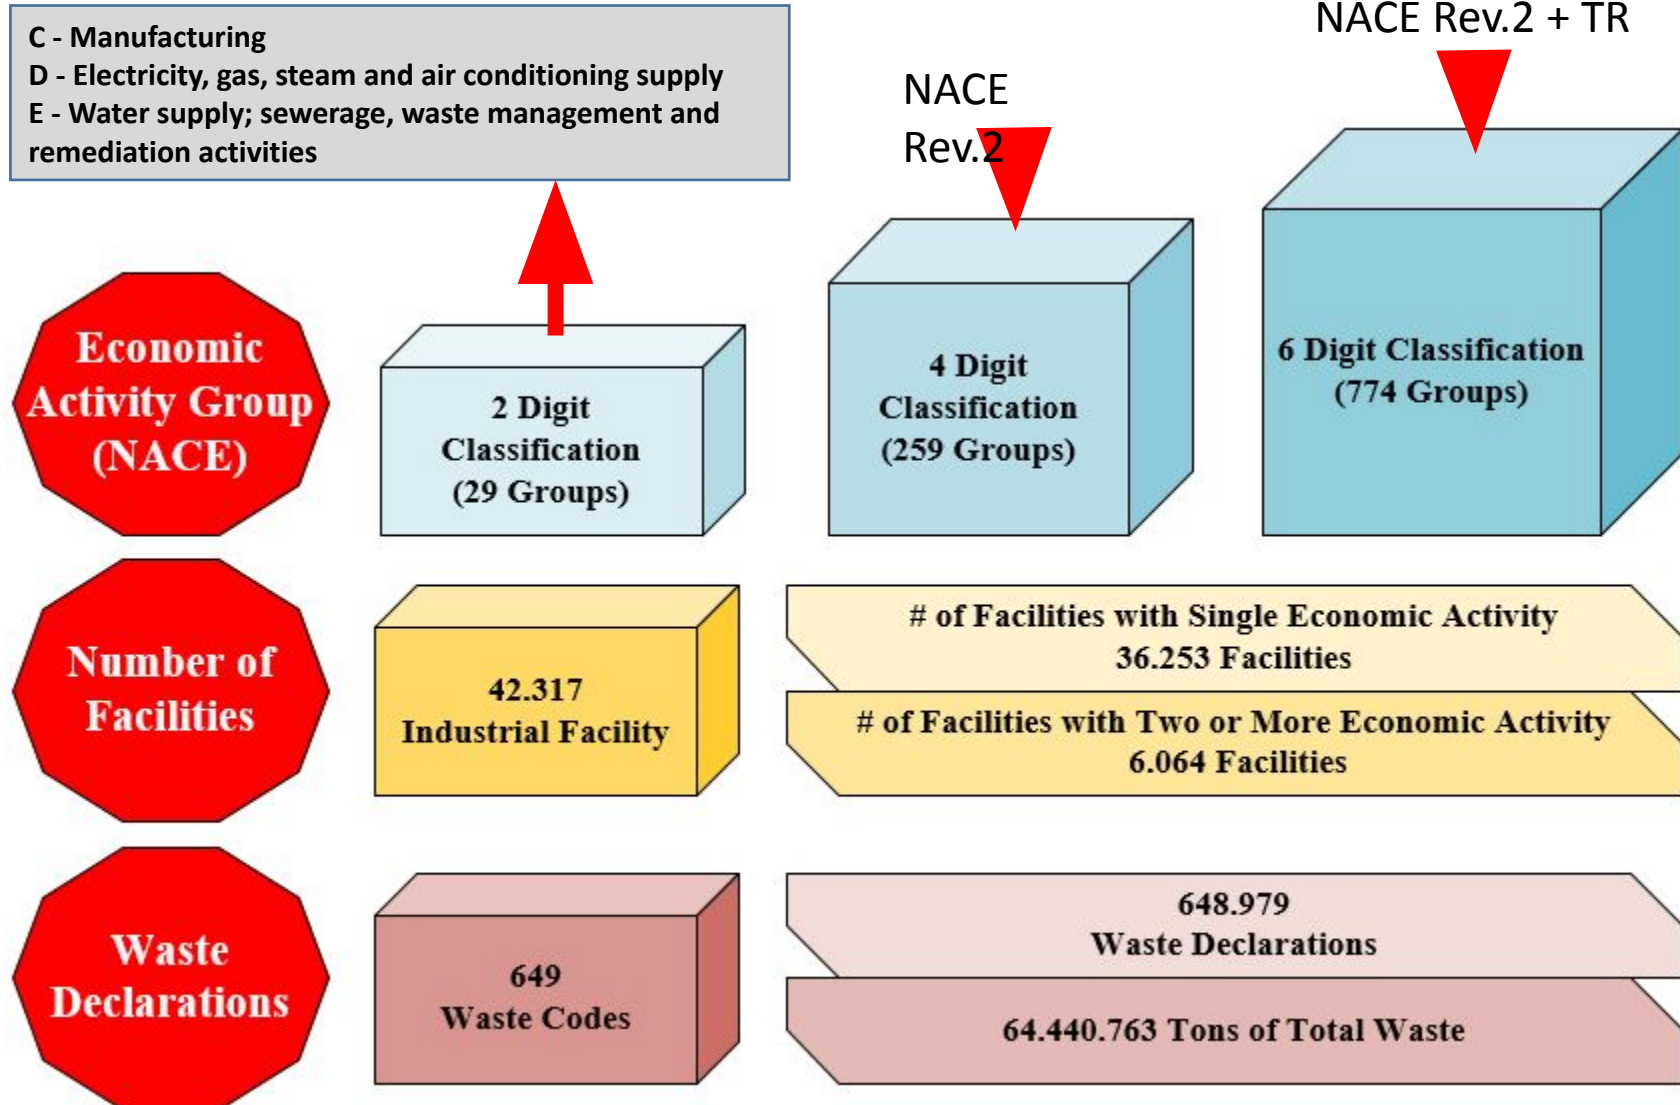 C - Manufacturing
D - Electricity, gas, steam and air conditioning supply
E - Water supply; sewerage, waste management and
remediation activities
NACE
Rev.2
NACE Rev.2 + TR
Economic
Activity Group
(NACE)
2 Digit
Classification
(29 Groups)
4 Digit
Classification
(259 Groups)
6 Digit Classification
(774 Groups)
Number of
Facilities
42.317
Industrial Facility
# of Facilities with Single Economic Activity
36.253 Facilities
# of Facilities with Two or More Economic Activity
6.064 Facilities
Waste
Declarations
649
Waste Codes
648.979
Waste Declarations
64.440.763 Tons of Total Waste